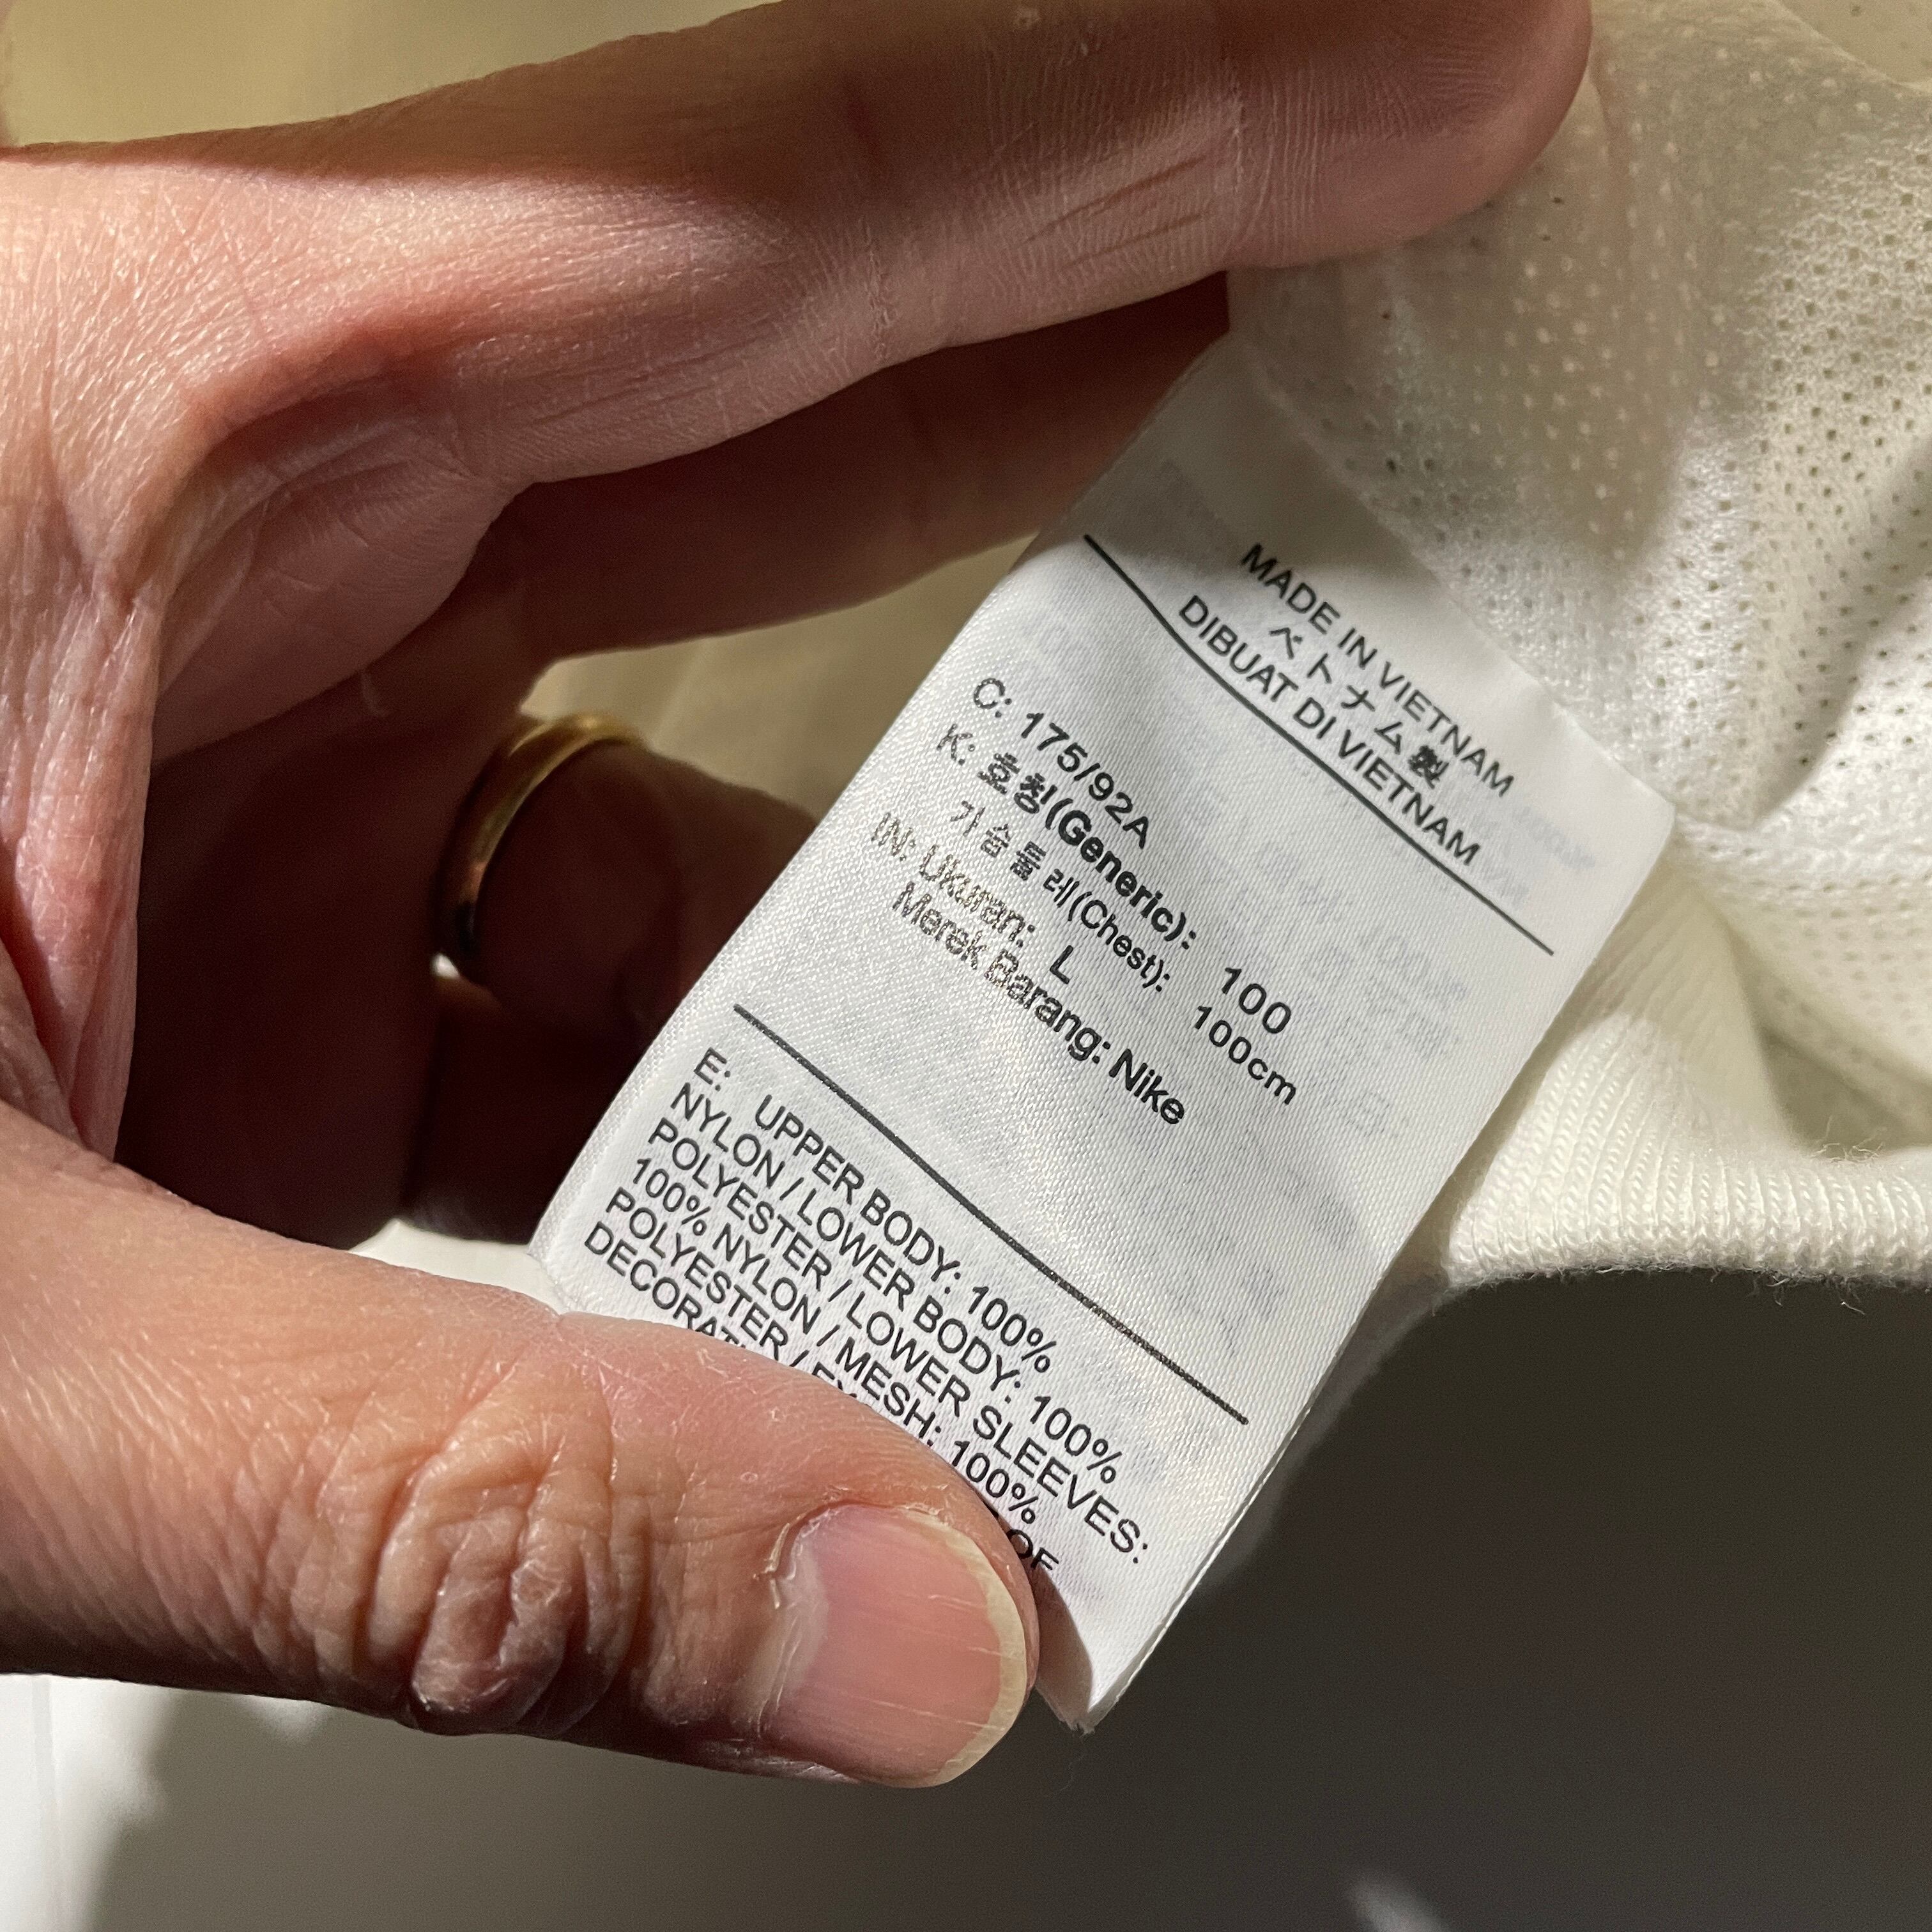 MADE IN VIETNAM
ベトナム製
DIBUAT DI VIETNAM
C: 175/92A
K: 호칭(Generic): 100
가슴둘레(Chest): 100cm
IN: Ukuran: L
Merek Barang: Nike
E: UPPER BODY: 100%
NYLON / LOWER BODY: 100%
POLYESTER / LOWER SLEEVES:
100% NYLON / MESH: 100%
POLYESTER / OF